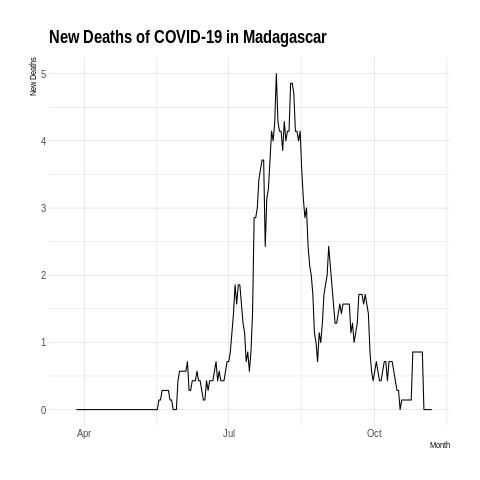 New Deaths of COVID-19 in Madagascar
New Deaths
5
4
3
2
1
0
Apr
Jul
Oct
Month